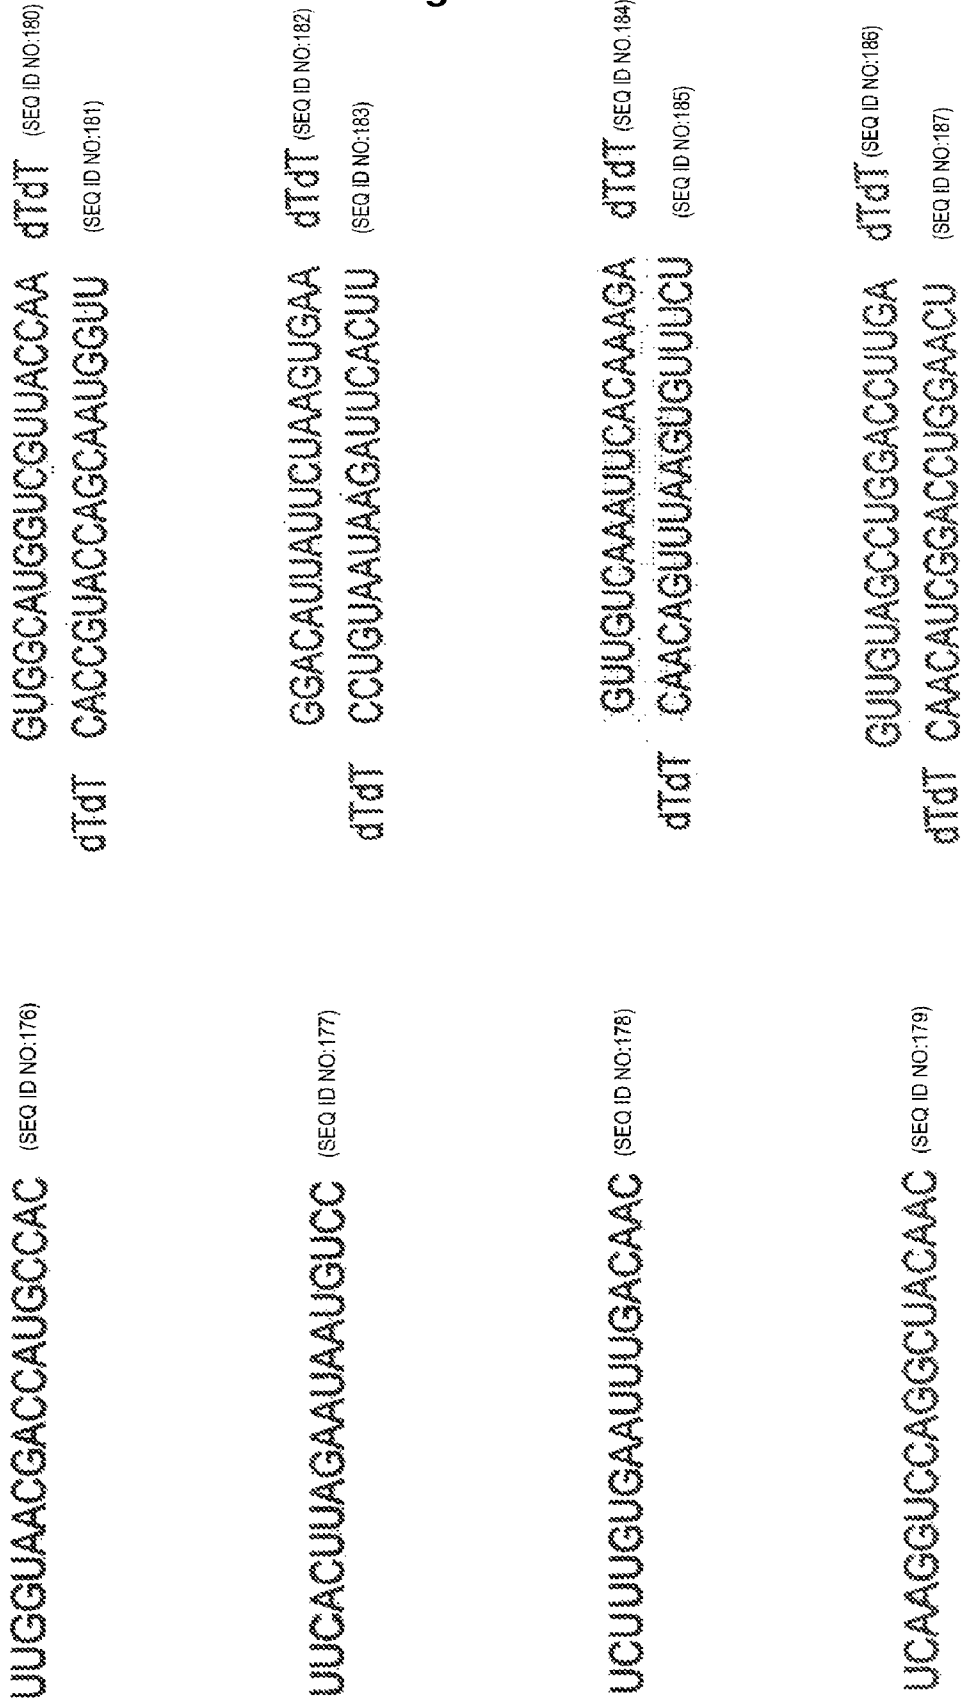 UUGGUAACGACCAUGCCAC (SEQ ID NO:176) GUGGCAUGGUCGUUACCAA dTdT (SEQ ID NO:180)
dTdT CACCGUACCAGCAAUGGUU (SEQ ID NO:181)
UUCACUUAGAAUAAUGUCC (SEQ ID NO:177) GGACAUUAUUCUAAGUGAA dTdT (SEQ ID NO:182)
dTdT CCUGUAAUAAGAUUCACUU (SEQ ID NO:183)
UCUUUGUGAAUUUGACAAC (SEQ ID NO:178) GUUGUCAAAUUCACAAAGA dTdT (SEQ ID NO.184)
dTdT CAACAGUUUAAGUGUUUCU (SEQ ID NO:185)
UCAAGGUCCAGGCUACAAC (SEQ ID NO:179) GUUGUAGCCUGGACCUUGA dTdT (SEQ ID NO:186)
dTdT CAACAUCGGACCUGGAACU (SEQ ID NO:187)